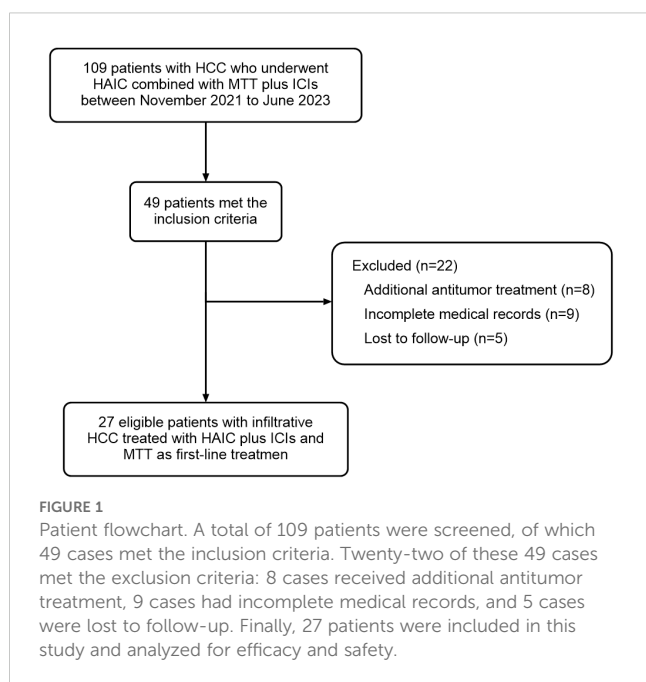 109 patients with HCC who underwent
HAIC combined with MTT plus ICIs
between November 2021 to June 2023
49 patients met the
inclusion criteria
Excluded (n=22)
Additional antitumor treatment (n=8)
Incomplete medical records (n=9)
Lost to follow-up (n=5)
27 eligible patients with infiltrative
HCC treated with HAIC plus ICIs and
MTT as first-line treatmen
FIGURE 1
Patient flowchart. A total of 109 patients were screened, of which
49 cases met the inclusion criteria. Twenty-two of these 49 cases
met the exclusion criteria: 8 cases received additional antitumor
treatment, 9 cases had incomplete medical records, and 5 cases
were lost to follow-up. Finally, 27 patients were included in this
study and analyzed for efficacy and safety.